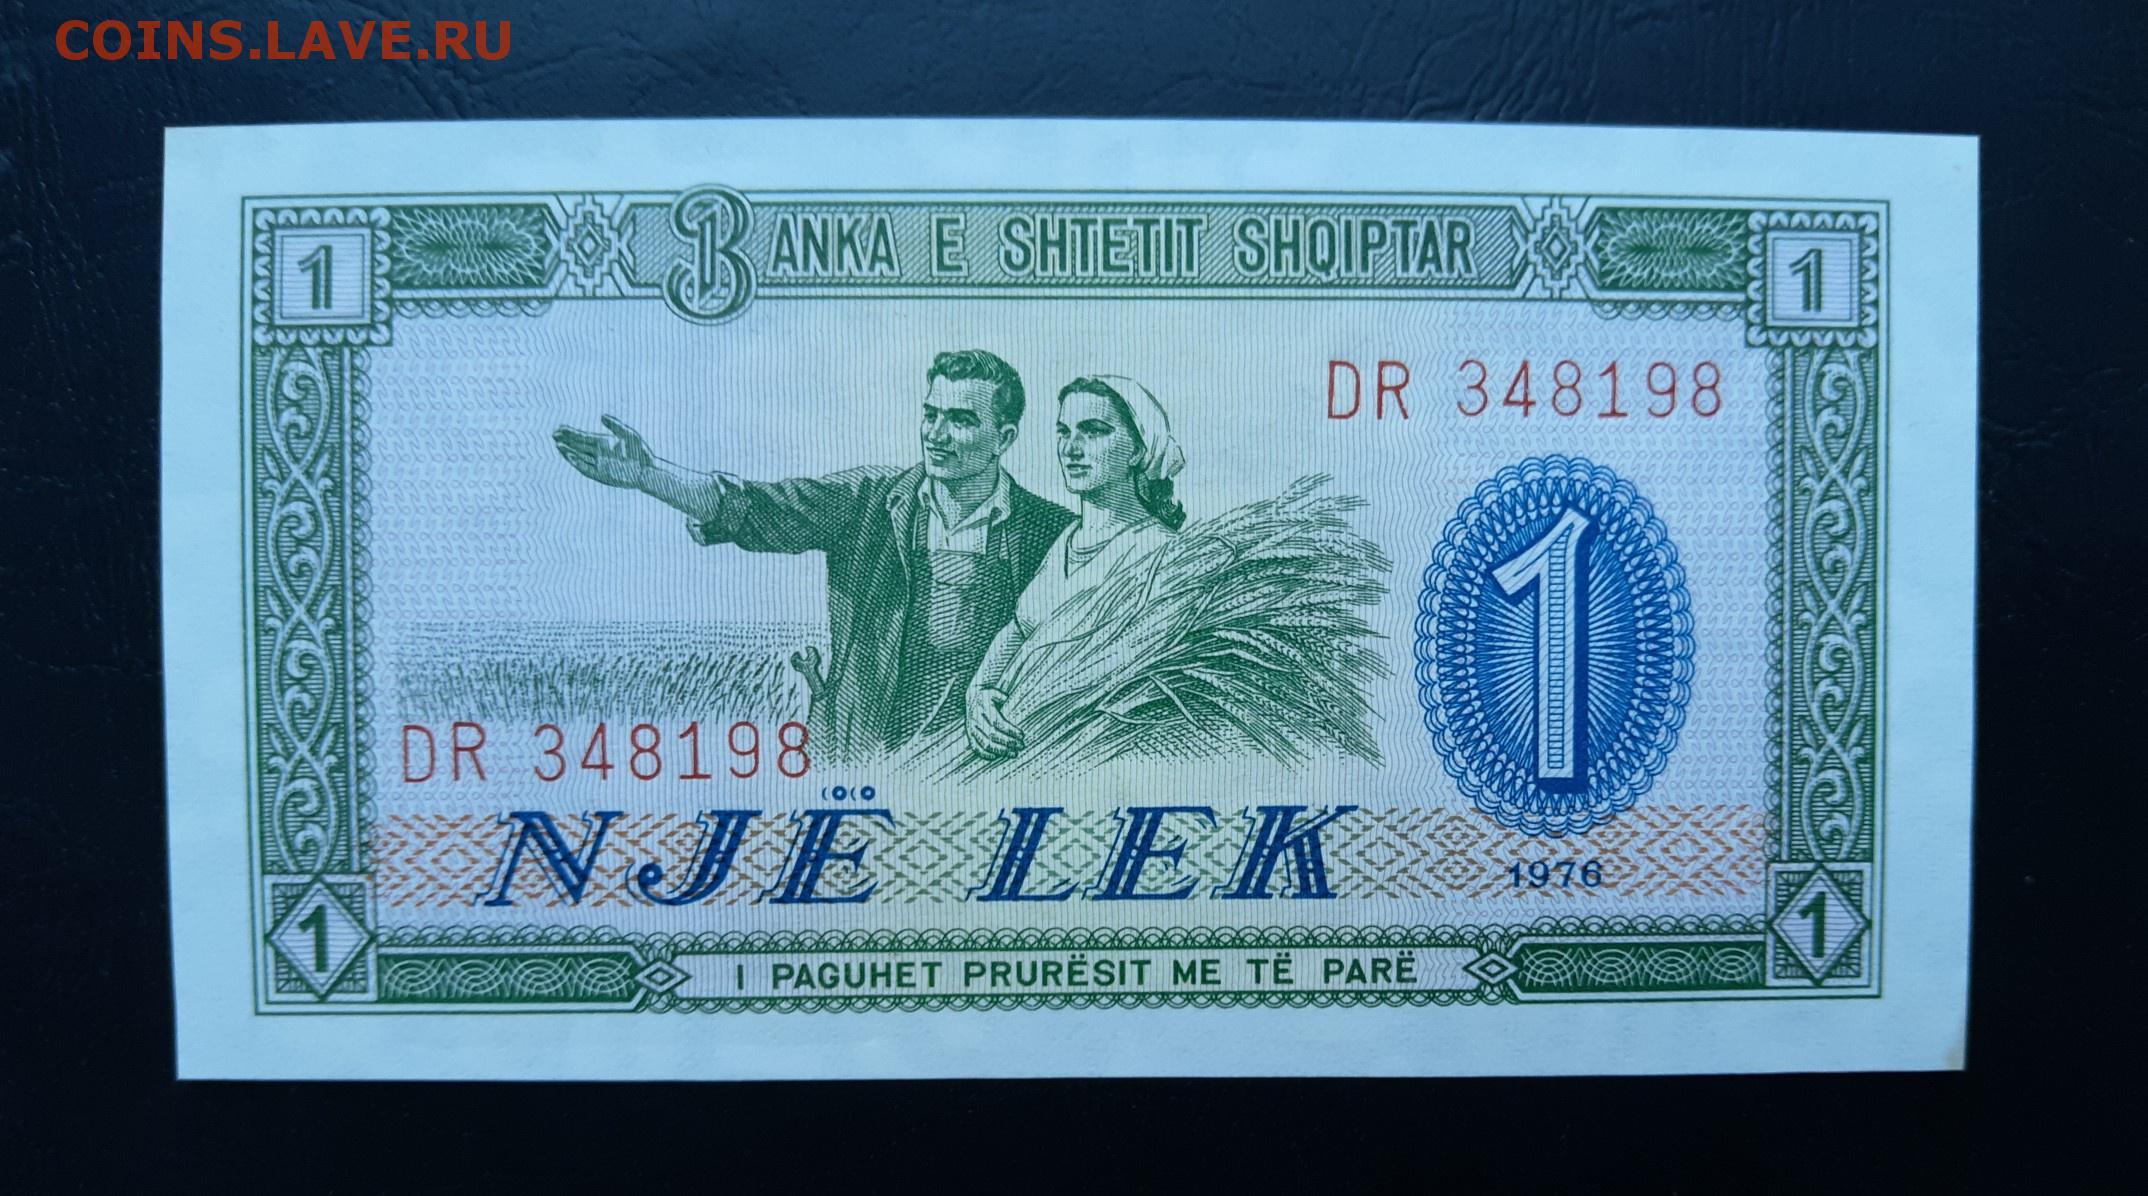 COINS.LAVE.RU
1 BANKA E SHTETIT SHQIPTAR 1
DR 348198
1
DR 348198
NJË LEK
1976
1 I PAGUHET PRURËSIT ME TË PARË 1